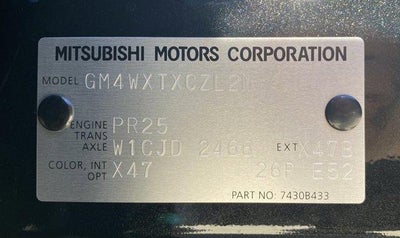 MITSUBISHI MOTORS CORPORATION
MODEL GM4WXTXCZL2
ENGINE PR25
TRANS
AXLE W1CJD 2466 EXT X47B
COLOR, INT X47 26P E52
OPT
PART NO: 7430B433